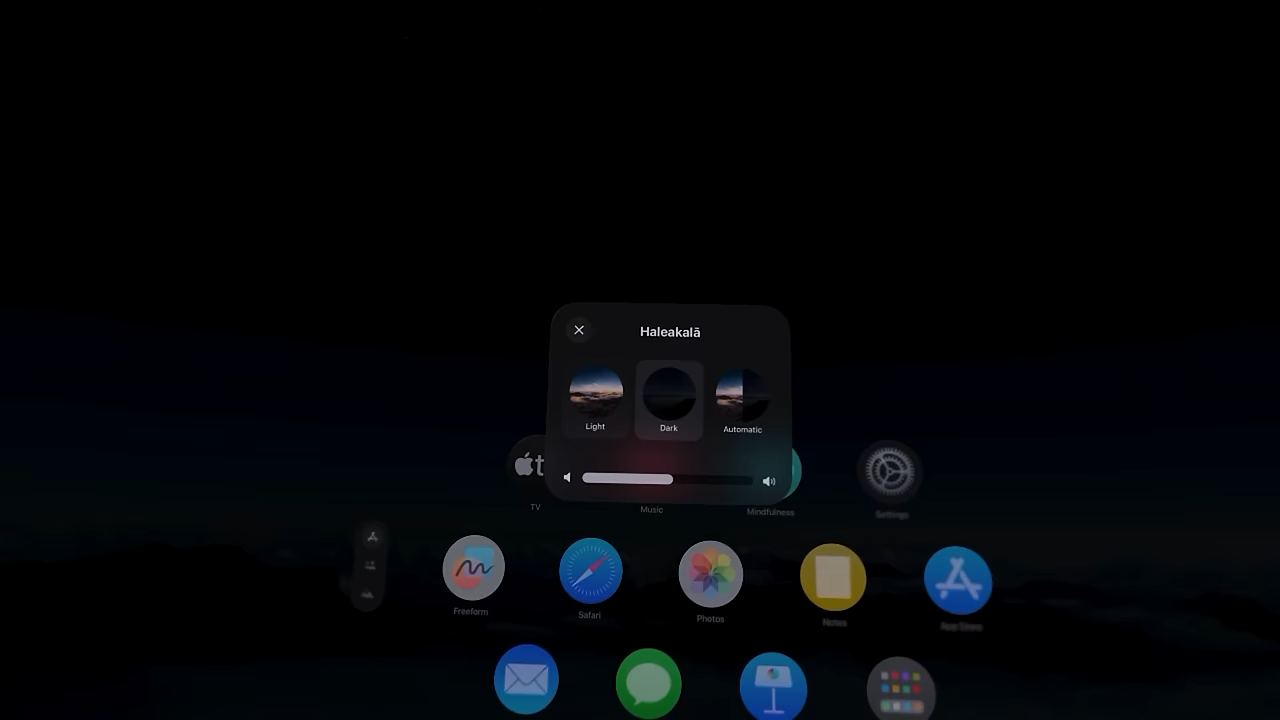 Haleakalā
Light
Dark
Automatic
t
TV
Music
Mindfulness
Settings
Freeform
Safari
Photos
Notes
App Store